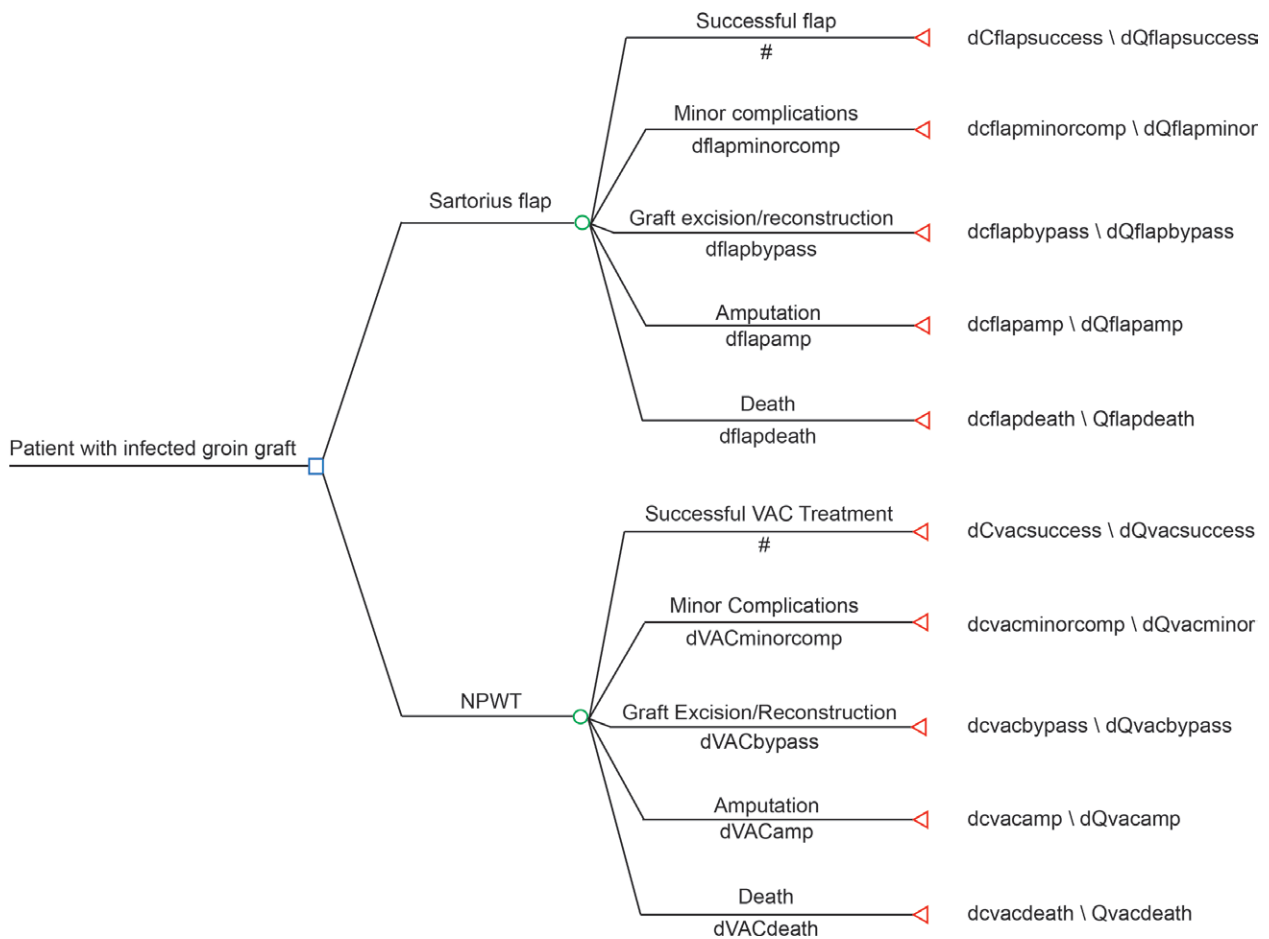 Successful flap
#
dCflapsuccess \ dQflapsuccess
Minor complications
dflapminorcomp
dcflapminorcomp \ dQflapminor
Sartorius flap
Graft excision/reconstruction
dflapbypass
dcflapbypass \ dQflapbypass
Amputation
dflapamp
dcflapamp \ dQflapamp
Death
dflapdeath
dcflapdeath \ Qflapdeath
Patient with infected groin graft
Successful VAC Treatment
#
dCvacsuccess \ dQvacsuccess
Minor Complications
dVACminorcomp
dcvacminorcomp \ dQvacminor
NPWT
Graft Excision/Reconstruction
dVACbypass
dcvacbypass \ dQvacbypass
Amputation
dVACamp
dcvacamp \ dQvacamp
Death
dVACdeath
dcvacdeath \ Qvacdeath